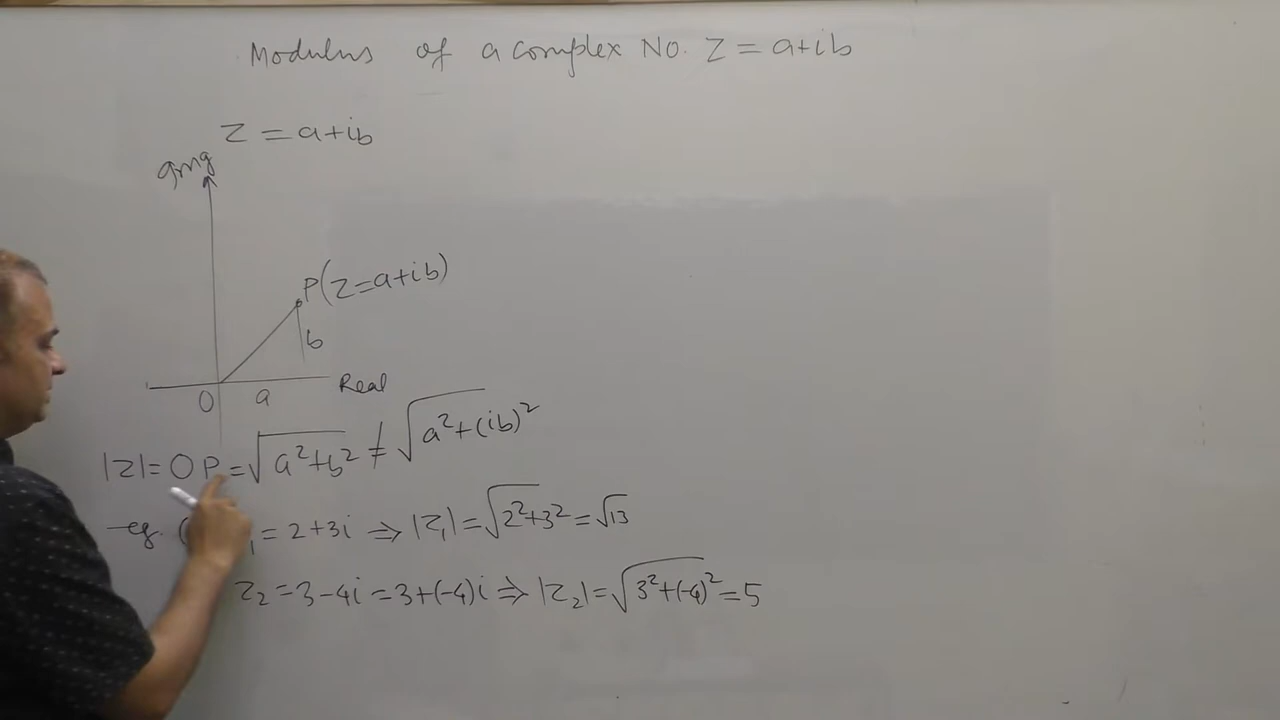 Modulus of a complex No. Z = a+ib
Z = a+ib
Img
P(Z=a+ib)
b
O a Real
|Z| = OP = √(a²+b²) ≠ √(a²+(ib)²)
eg. ( 1 = 2+3i ⇒ |Z₁| = √(2²+3²) = √13
Z₂ = 3-4i = 3+(-4)i ⇒ |Z₂| = √(3²+(-4)²) = 5